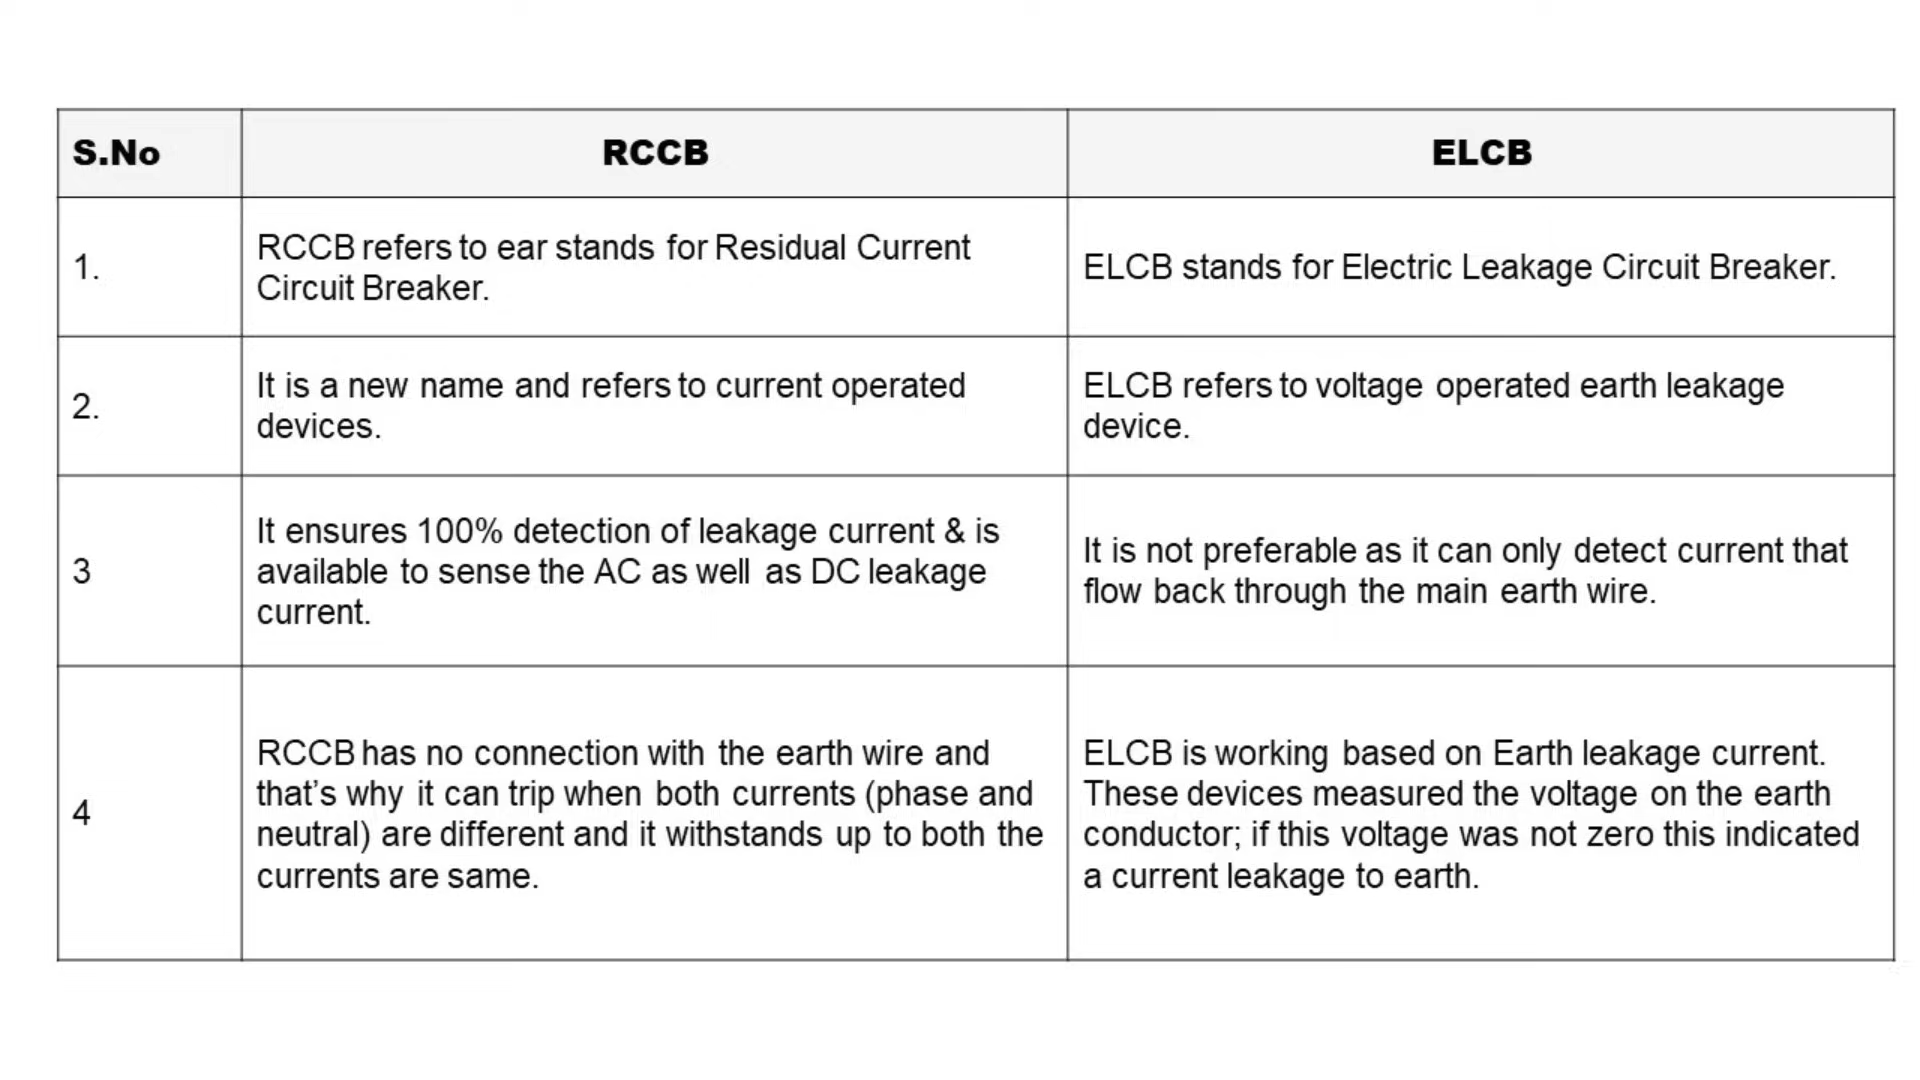 S.No
RCCB
ELCB
1.
RCCB refers to ear stands for Residual Current
Circuit Breaker.
ELCB stands for Electric Leakage Circuit Breaker.
2.
It is a new name and refers to current operated
devices.
ELCB refers to voltage operated earth leakage
device.
3
It ensures 100% detection of leakage current & is
available to sense the AC as well as DC leakage
current.
It is not preferable as it can only detect current that
flow back through the main earth wire.
4
RCCB has no connection with the earth wire and
that's why it can trip when both currents (phase and
neutral) are different and it withstands up to both the
currents are same.
ELCB is working based on Earth leakage current.
These devices measured the voltage on the earth
conductor; if this voltage was not zero this indicated
a current leakage to earth.